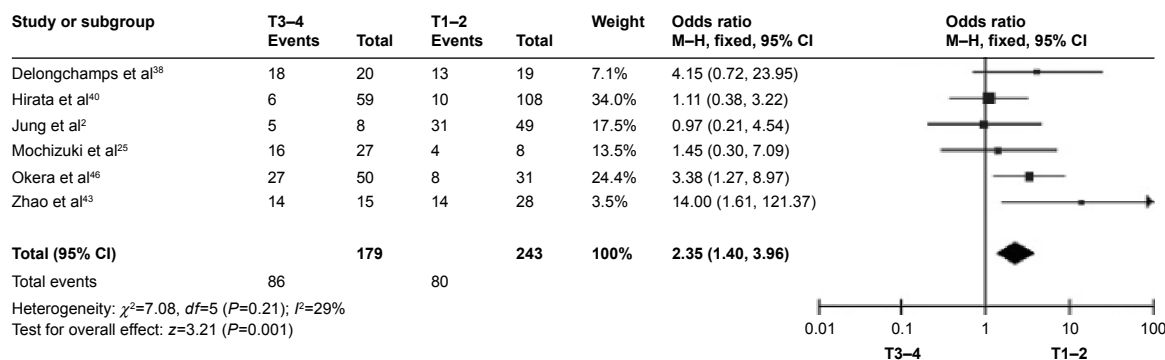 Study or subgroup T3–4 T1–2 Weight Odds ratio Odds ratio
Events Total Events Total M–H, fixed, 95% CI M–H, fixed, 95% CI
Delongchamps et al³⁸ 18 20 13 19 7.1% 4.15 (0.72, 23.95)
Hirata et al⁴⁰ 6 59 10 108 34.0% 1.11 (0.38, 3.22)
Jung et al² 5 8 31 49 17.5% 0.97 (0.21, 4.54)
Mochizuki et al²⁵ 16 27 4 8 13.5% 1.45 (0.30, 7.09)
Okera et al⁴⁶ 27 50 8 31 24.4% 3.38 (1.27, 8.97)
Zhao et al⁴³ 14 15 14 28 3.5% 14.00 (1.61, 121.37)
Total (95% CI) 179 243 100% 2.35 (1.40, 3.96)
Total events 86 80
Heterogeneity: χ²=7.08, df=5 (P=0.21); I²=29%
Test for overall effect: z=3.21 (P=0.001)
0.01 0.1 1 10 100
T3–4 T1–2